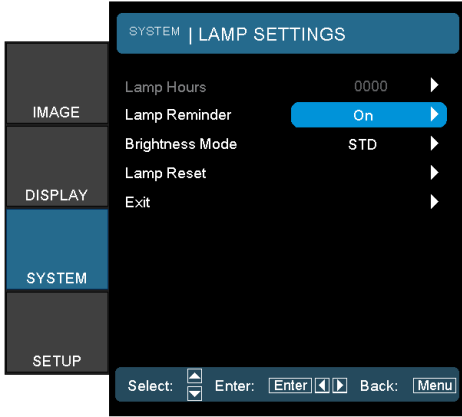 SYSTEM | LAMP SETTINGS
Lamp Hours 0000
IMAGE
Lamp Reminder On
Brightness Mode STD
Lamp Reset
DISPLAY
Exit
SYSTEM
SETUP
Select: Enter: Enter Back: Menu